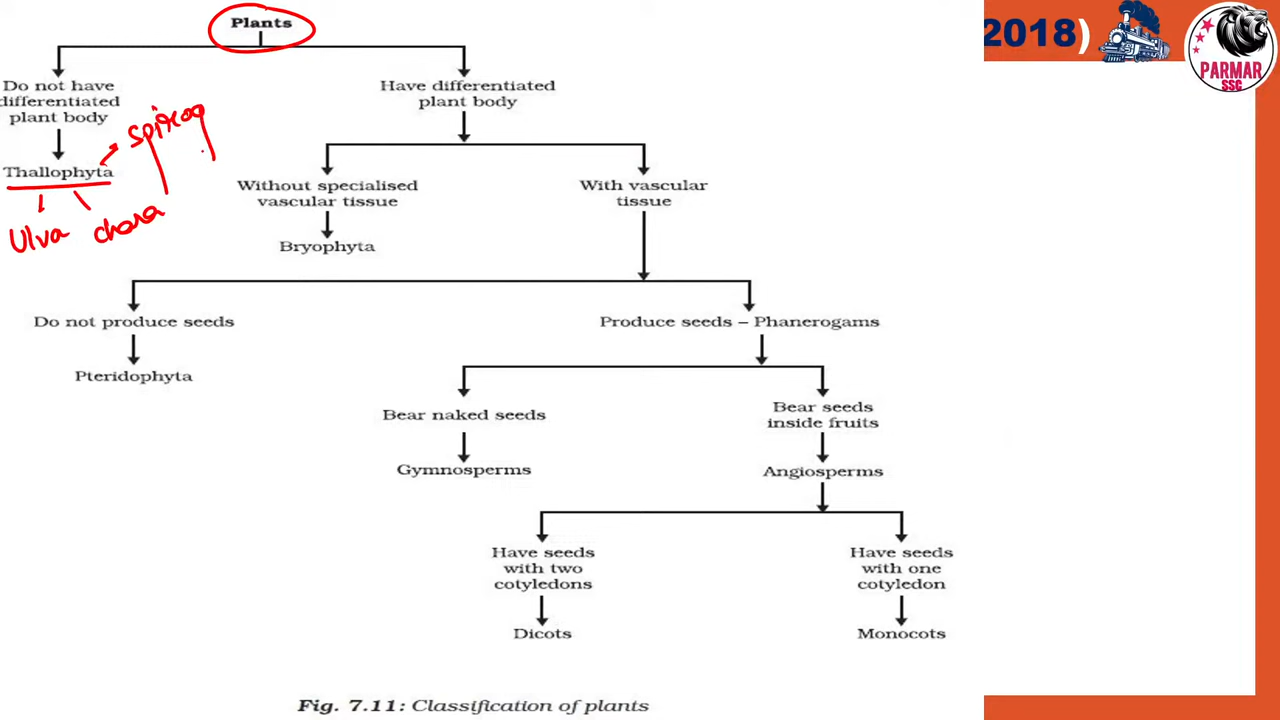 Plants
2018)
PARMAR
SSC
Do not have
differentiated
plant body
Have differentiated
plant body
spirog
Thallophyta
Ulva
chara
Without specialised
vascular tissue
With vascular
tissue
Bryophyta
Do not produce seeds
Produce seeds – Phanerogams
Pteridophyta
Bear naked seeds
Bear seeds
inside fruits
Gymnosperms
Angiosperms
Have seeds
with two
cotyledons
Have seeds
with one
cotyledon
Dicots
Monocots
Fig. 7.11: Classification of plants